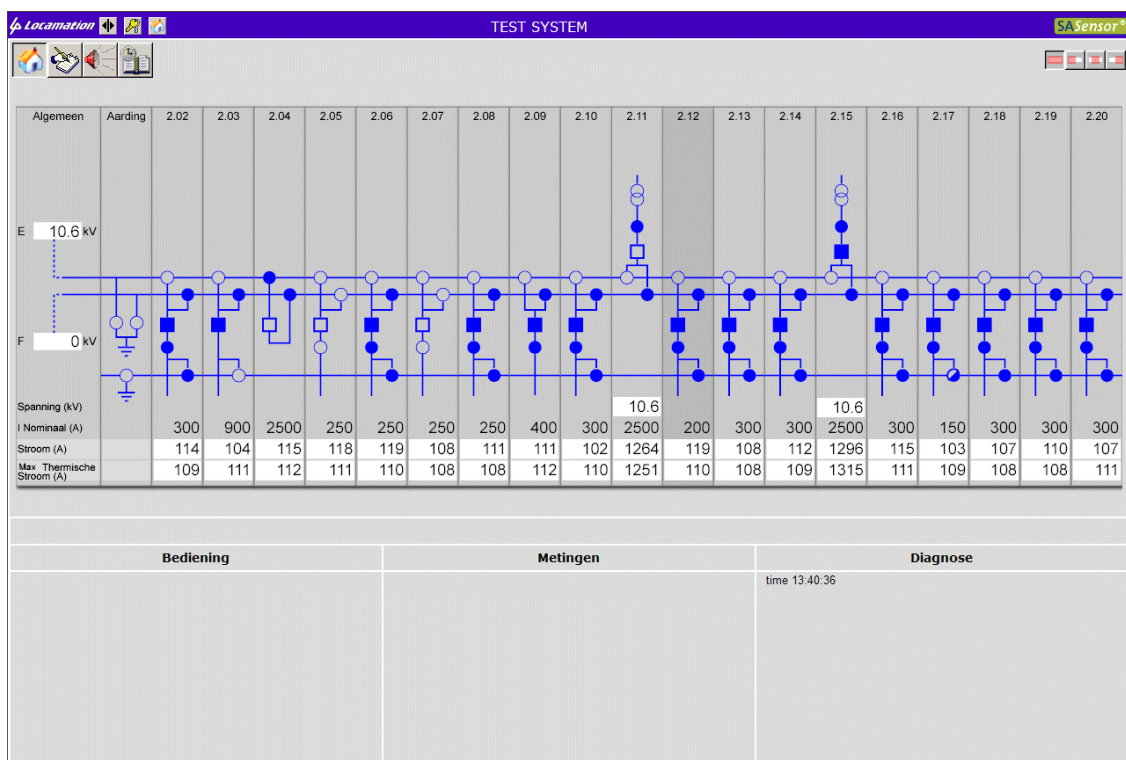 Locamation TEST SYSTEM SASensor®
Algemeen Aarding 2.02 2.03 2.04 2.05 2.06 2.07 2.08 2.09 2.10 2.11 2.12 2.13 2.14 2.15 2.16 2.17 2.18 2.19 2.20
E 10.6 kV
F 0 kV
Spanning (kV) 10.6 10.6
I Nominaal (A) 300 900 2500 250 250 250 250 400 300 2500 200 300 300 2500 300 150 300 300 300
Stroom (A) 114 104 115 118 119 108 111 111 102 1264 119 108 112 1296 115 103 107 110 107
Max Thermische
Stroom (A) 109 111 112 111 110 108 108 112 110 1251 110 108 109 1315 111 109 108 108 111
Bediening Metingen Diagnose
time 13:40:36